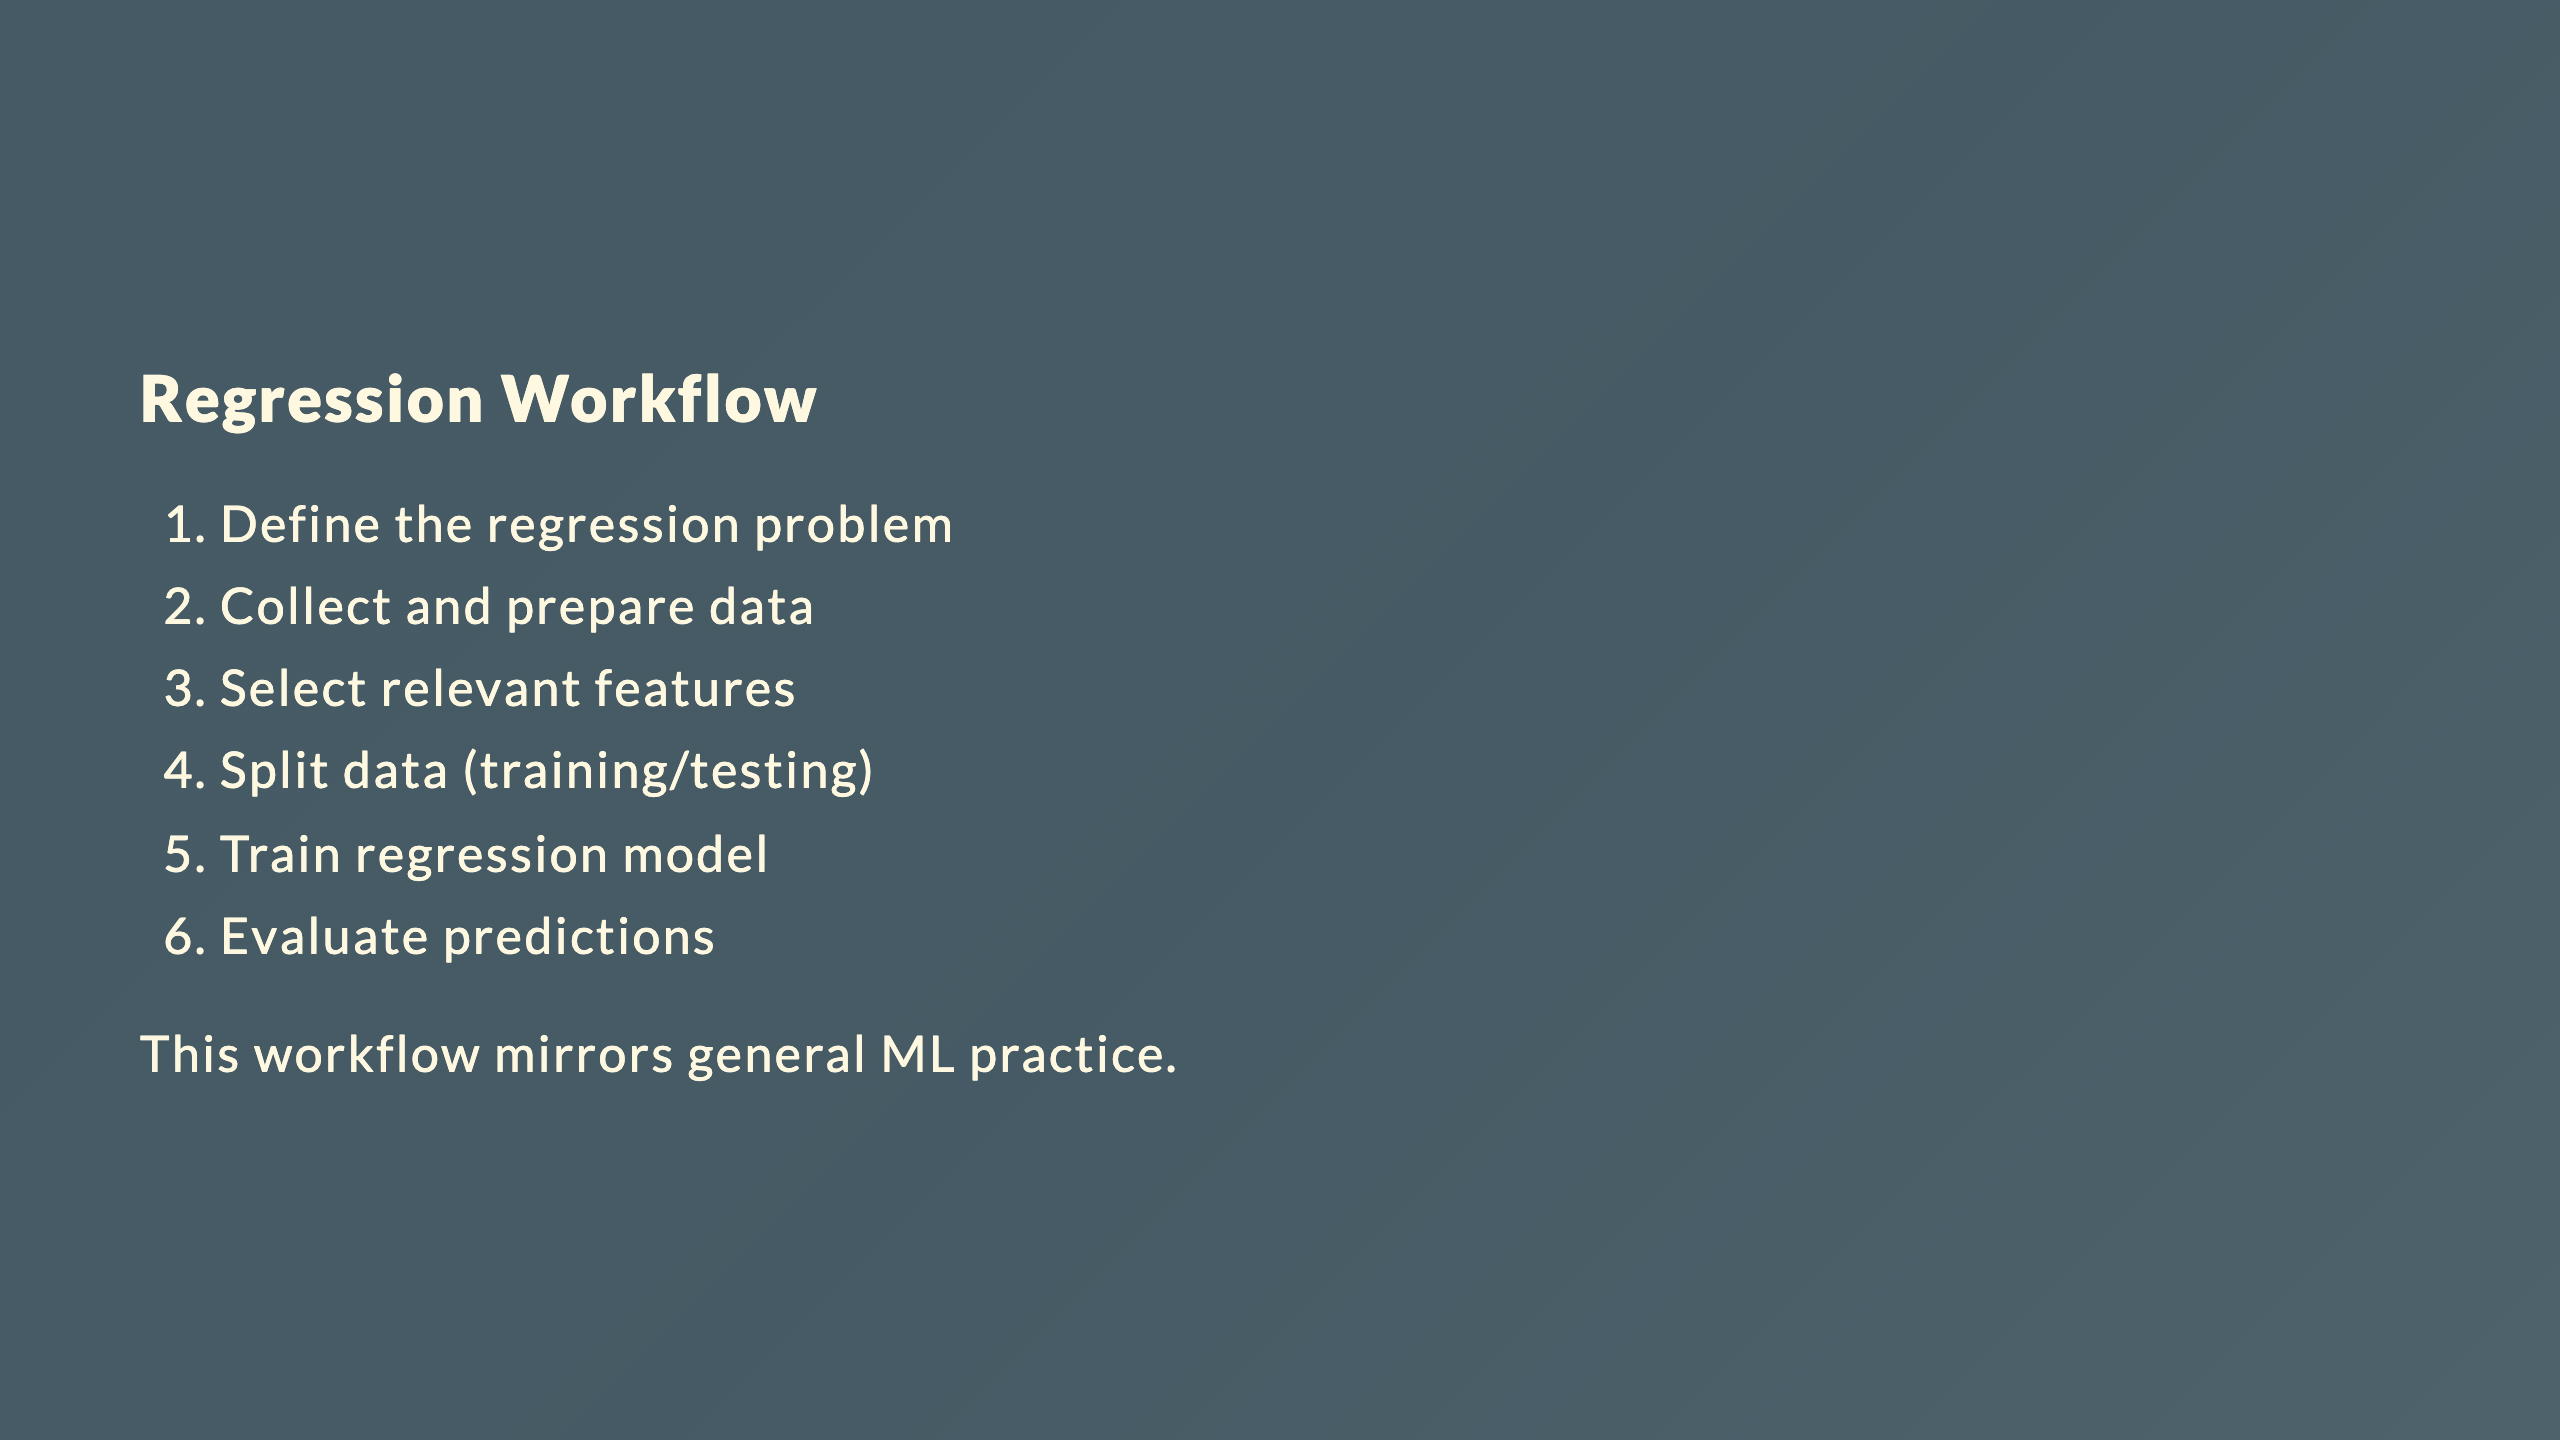 Regression Workflow
1. Define the regression problem
2. Collect and prepare data
3. Select relevant features
4. Split data (training/testing)
5. Train regression model
6. Evaluate predictions
This workflow mirrors general ML practice.